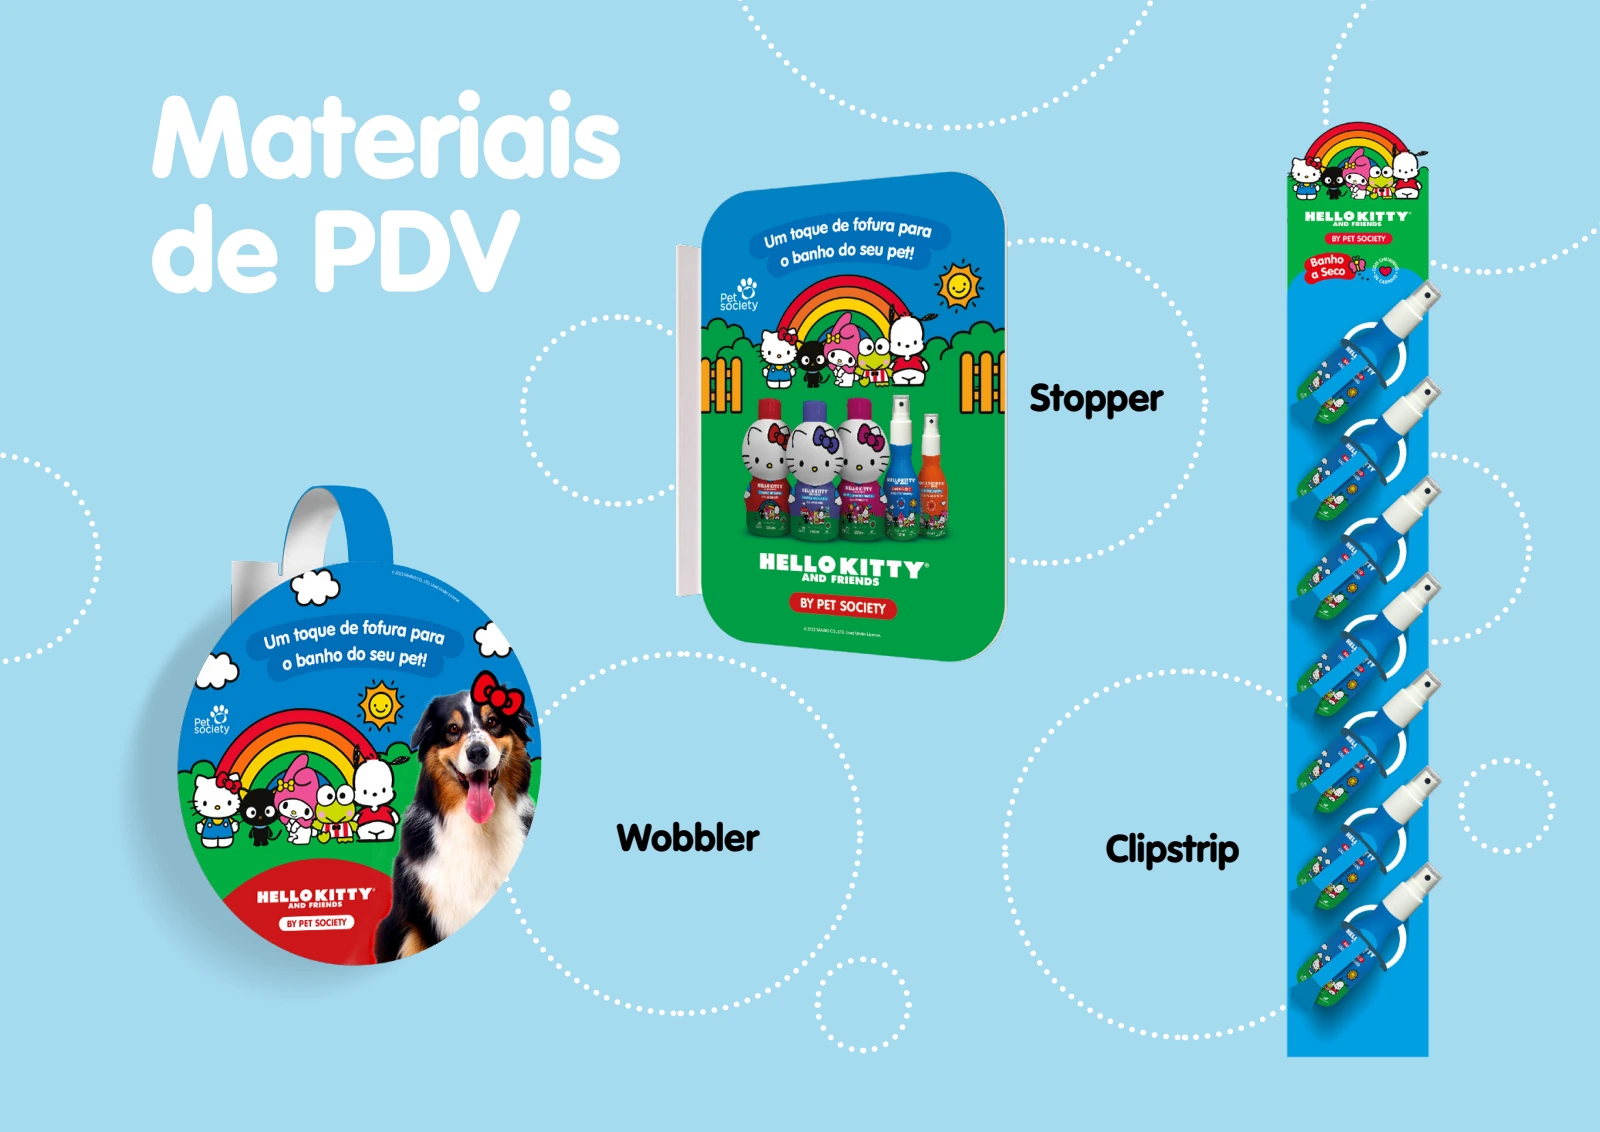 Materiais
de PDV
Um toque de fofura para
o banho do seu pet!
Pet
society
HELLO KITTY®
AND FRIENDS
BY PET SOCIETY
Stopper
HELLO KITTY®
AND FRIENDS
BY PET SOCIETY
Banho
a Seco
Um toque de fofura para
o banho do seu pet!
Pet
society
HELLO KITTY®
AND FRIENDS
BY PET SOCIETY
Wobbler
Clipstrip